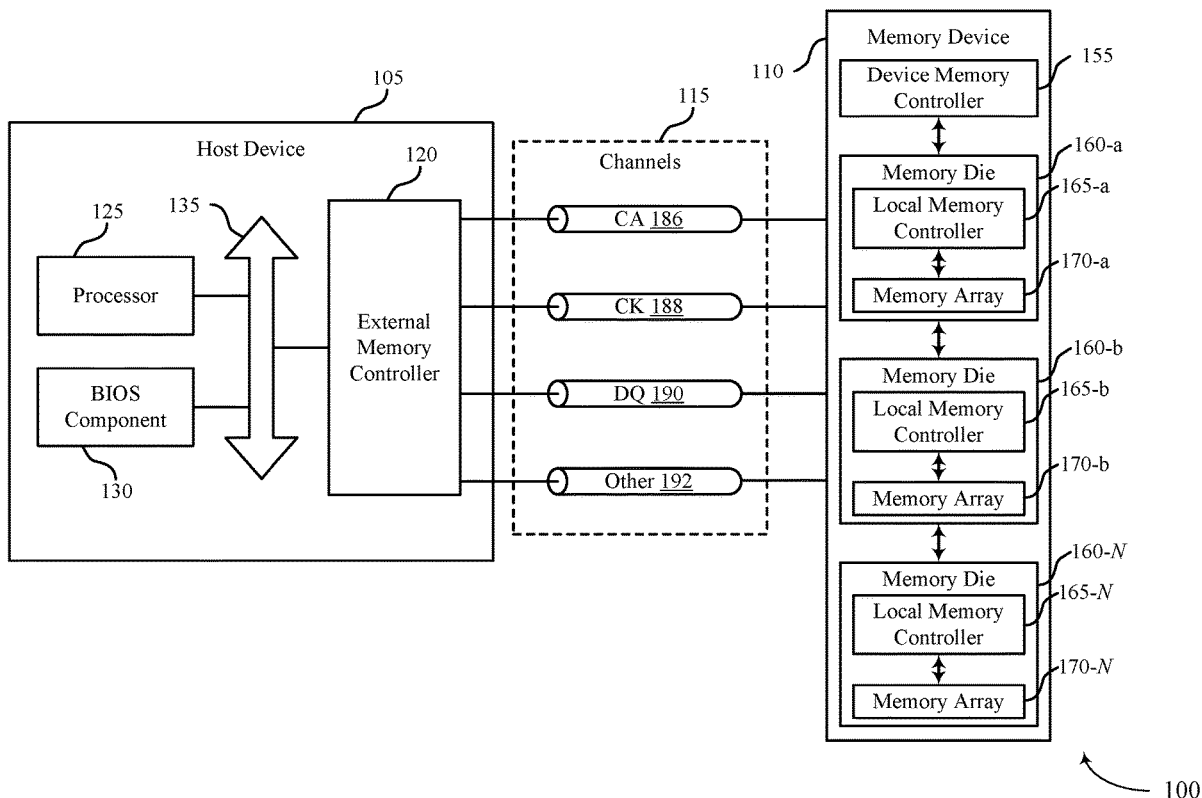 105
Host Device
120
125
135
Processor
External
Memory
Controller
BIOS
Component
130
115
Channels
CA 186
CK 188
DQ 190
Other 192
110
Memory Device
155
Device Memory
Controller
160-a
Memory Die
165-a
Local Memory
Controller
170-a
Memory Array
160-b
Memory Die
165-b
Local Memory
Controller
170-b
Memory Array
160-N
Memory Die
165-N
Local Memory
Controller
170-N
Memory Array
100